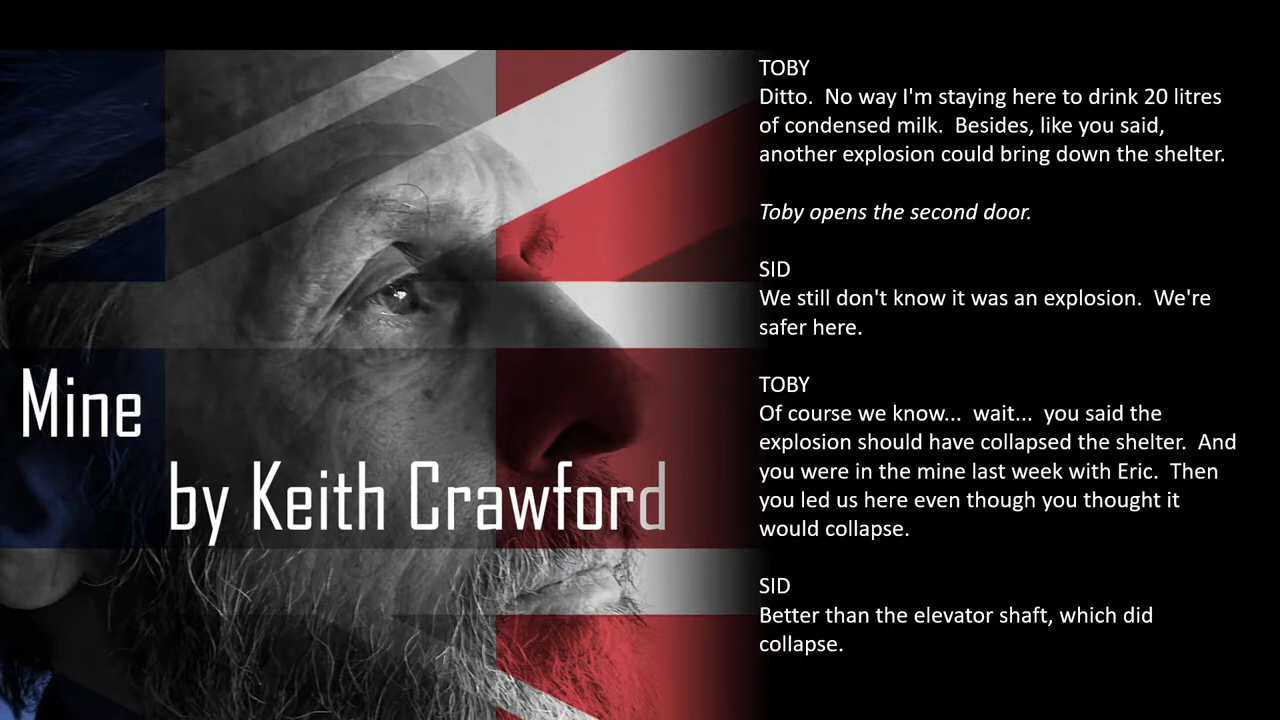 Mine
by Keith Crawford
TOBY
Ditto.  No way I'm staying here to drink 20 litres
of condensed milk.  Besides, like you said,
another explosion could bring down the shelter.
Toby opens the second door.
SID
We still don't know it was an explosion.  We're
safer here.
TOBY
Of course we know...  wait...  you said the
explosion should have collapsed the shelter.  And
you were in the mine last week with Eric.  Then
you led us here even though you thought it
would collapse.
SID
Better than the elevator shaft, which did
collapse.